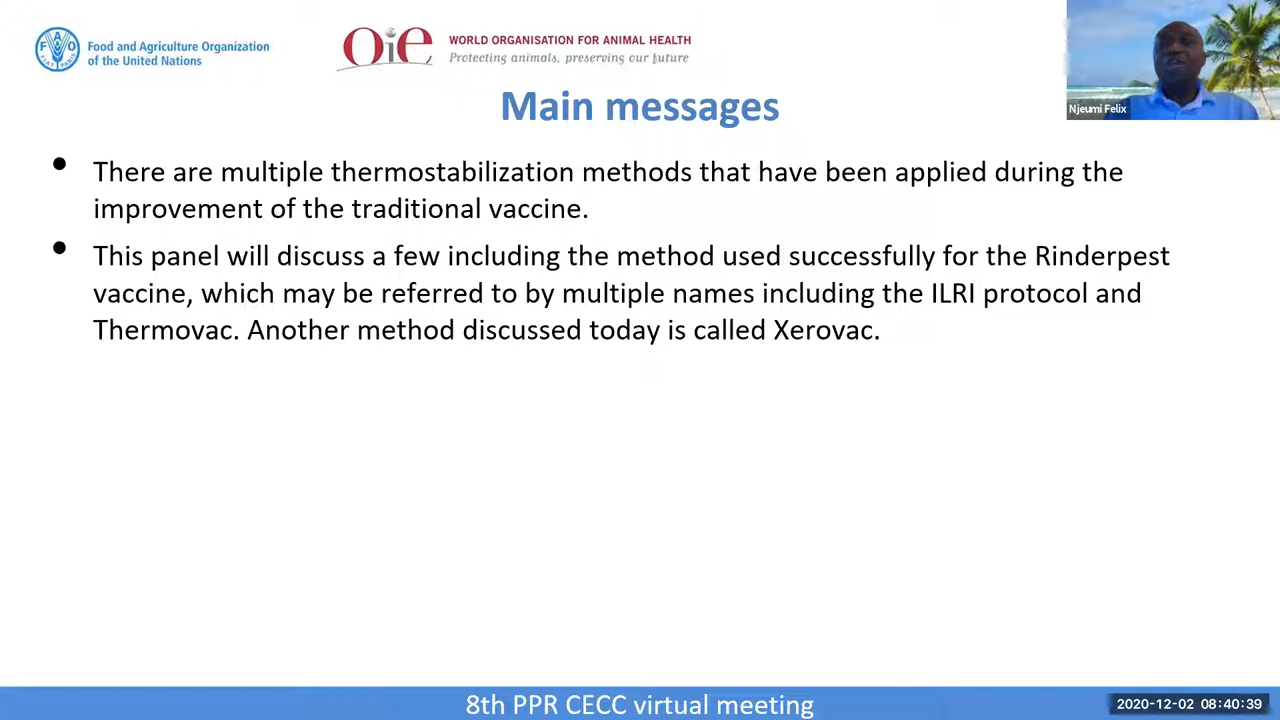 Food and Agriculture Organization
of the United Nations
FAO
FIAT PANIS
Oie
WORLD ORGANISATION FOR ANIMAL HEALTH
Protecting animals, preserving our future
Njeumi Felix
Main messages
• There are multiple thermostabilization methods that have been applied during the
improvement of the traditional vaccine.
• This panel will discuss a few including the method used successfully for the Rinderpest
vaccine, which may be referred to by multiple names including the ILRI protocol and
Thermovac. Another method discussed today is called Xerovac.
8th PPR CECC virtual meeting
2020-12-02 08:40:39